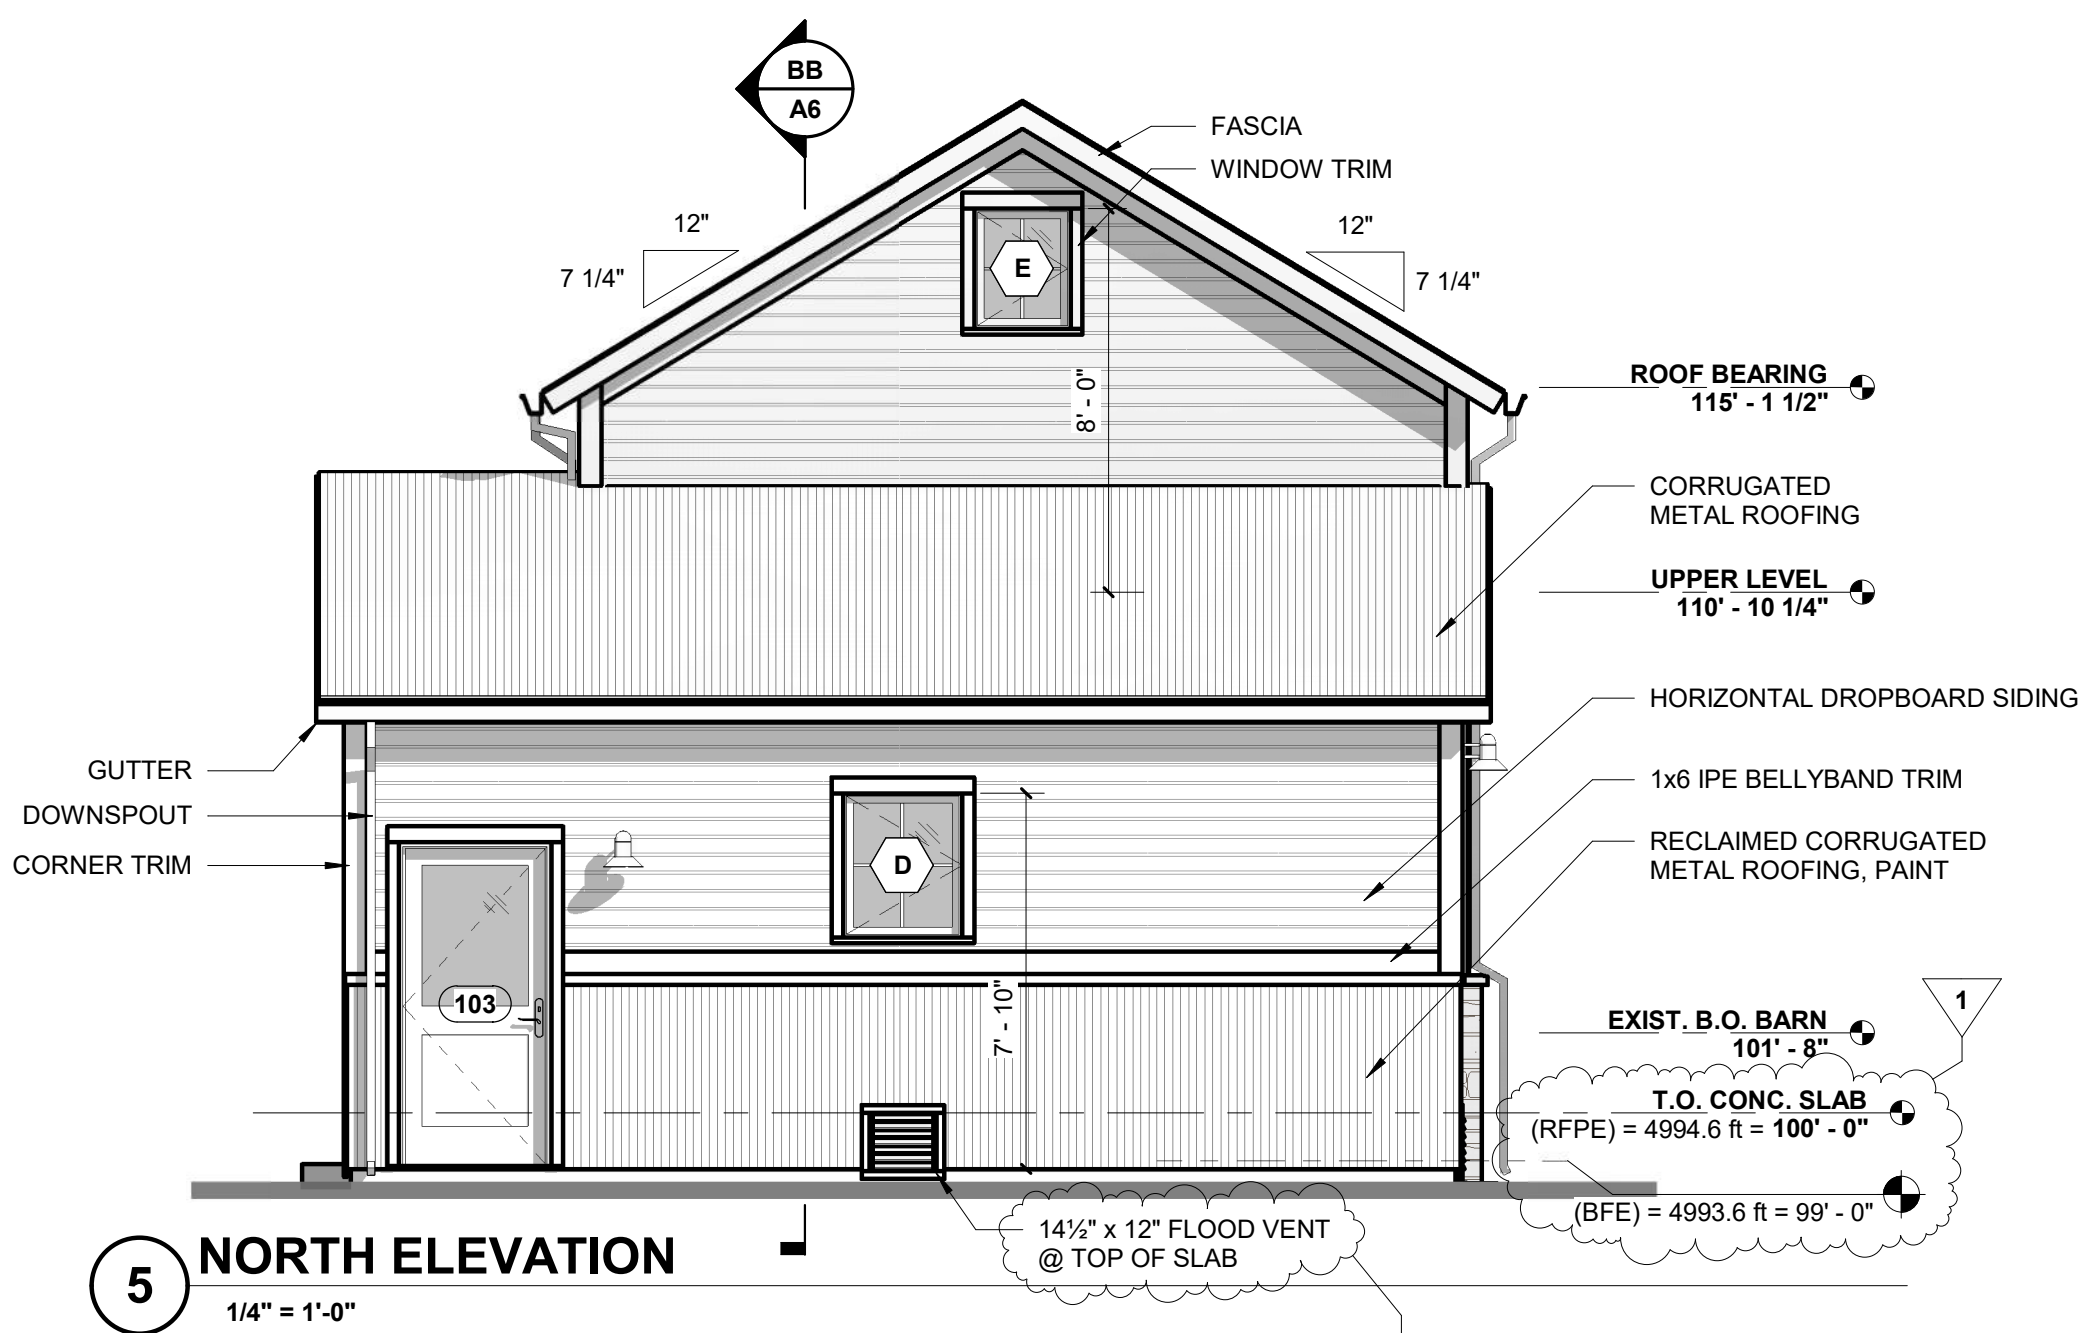 BB
A6
FASCIA
WINDOW TRIM
12"
7 1/4"
12"
7 1/4"
E
8' - 0"
ROOF BEARING
115' - 1 1/2"
CORRUGATED
METAL ROOFING
UPPER LEVEL
110' - 10 1/4"
HORIZONTAL DROPBOARD SIDING
GUTTER
DOWNSPOUT
CORNER TRIM
1x6 IPE BELLYBAND TRIM
RECLAIMED CORRUGATED
METAL ROOFING, PAINT
D
103
7' - 10"
1
EXIST. B.O. BARN
101' - 8"
T.O. CONC. SLAB
(RFPE) = 4994.6 ft = 100' - 0"
(BFE) = 4993.6 ft = 99' - 0"
14½" x 12" FLOOD VENT
@ TOP OF SLAB
5
NORTH ELEVATION
1/4" = 1'-0"